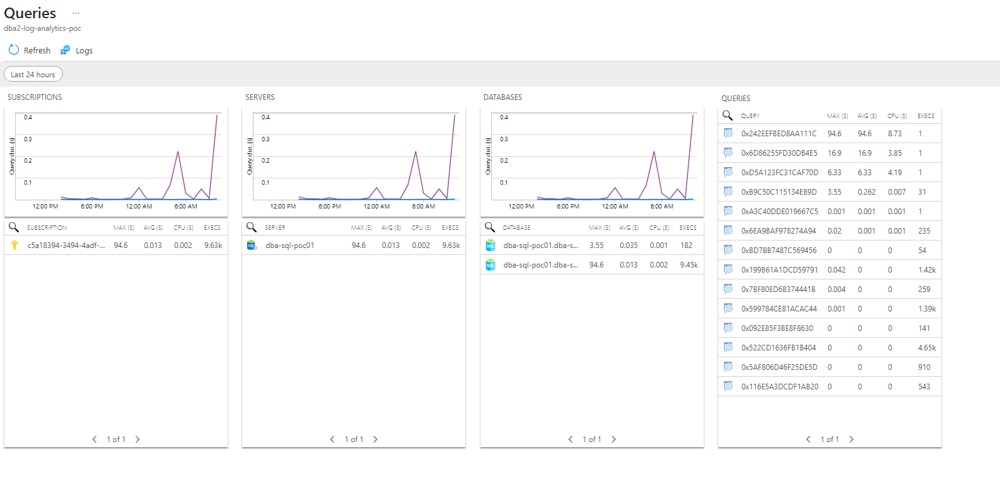 Queries ...
dba2-log-analytics-poc
Refresh Logs
Last 24 hours
SUBSCRIPTIONS
Query dur. (s)
0.4
0.3
0.2
0.1
12:00 PM 6:00 PM 12:00 AM 6:00 AM
SUBSCRIPTION MAX (S) AVG (S) CPU (S) EXECS
c5a18394-3494-4adf-... 94.6 0.013 0.002 9.63k
1 of 1
SERVERS
Query dur. (s)
0.4
0.3
0.2
0.1
12:00 PM 6:00 PM 12:00 AM 6:00 AM
SERVER MAX (S) AVG (S) CPU (S) EXECS
SQL dba-sql-poc01 94.6 0.013 0.002 9.63k
1 of 1
DATABASES
Query dur. (s)
0.4
0.3
0.2
0.1
12:00 PM 6:00 PM 12:00 AM 6:00 AM
DATABASE MAX (S) AVG (S) CPU (S) EXECS
SQL dba-sql-poc01.dba-s... 3.55 0.035 0.001 182
SQL dba-sql-poc01.dba-s... 94.6 0.013 0.002 9.45k
1 of 1
QUERIES
QUERY MAX (S) AVG (S) CPU (S) EXECS
0x242EEFBED8AA111C 94.6 94.6 8.73 1
0x6D86255FD30DB4E5 16.9 16.9 3.85 1
0xD5A123FC31CAF70D 6.33 6.33 4.19 1
0xB9C50C115134EB9D 3.55 0.262 0.007 31
0xA3C40DDE019667C5 0.001 0.001 0.001 1
0x6EA9BAF978274A94 0.02 0.001 0.001 235
0xBD7BB7487C569456 0 0 0 54
0x199B61A1DCD59791 0.042 0 0 1.42k
0x7BF80ED6B374441B 0.004 0 0 259
0x599784CE81ACAC44 0.001 0 0 1.39k
0x092E85F3BE8F8630 0 0 0 141
0x522CD1636FB1B404 0 0 0 4.65k
0x5AF806D46F25DE5D 0 0 0 910
0x116E5A3DCDF1AB20 0 0 0 543
1 of 1